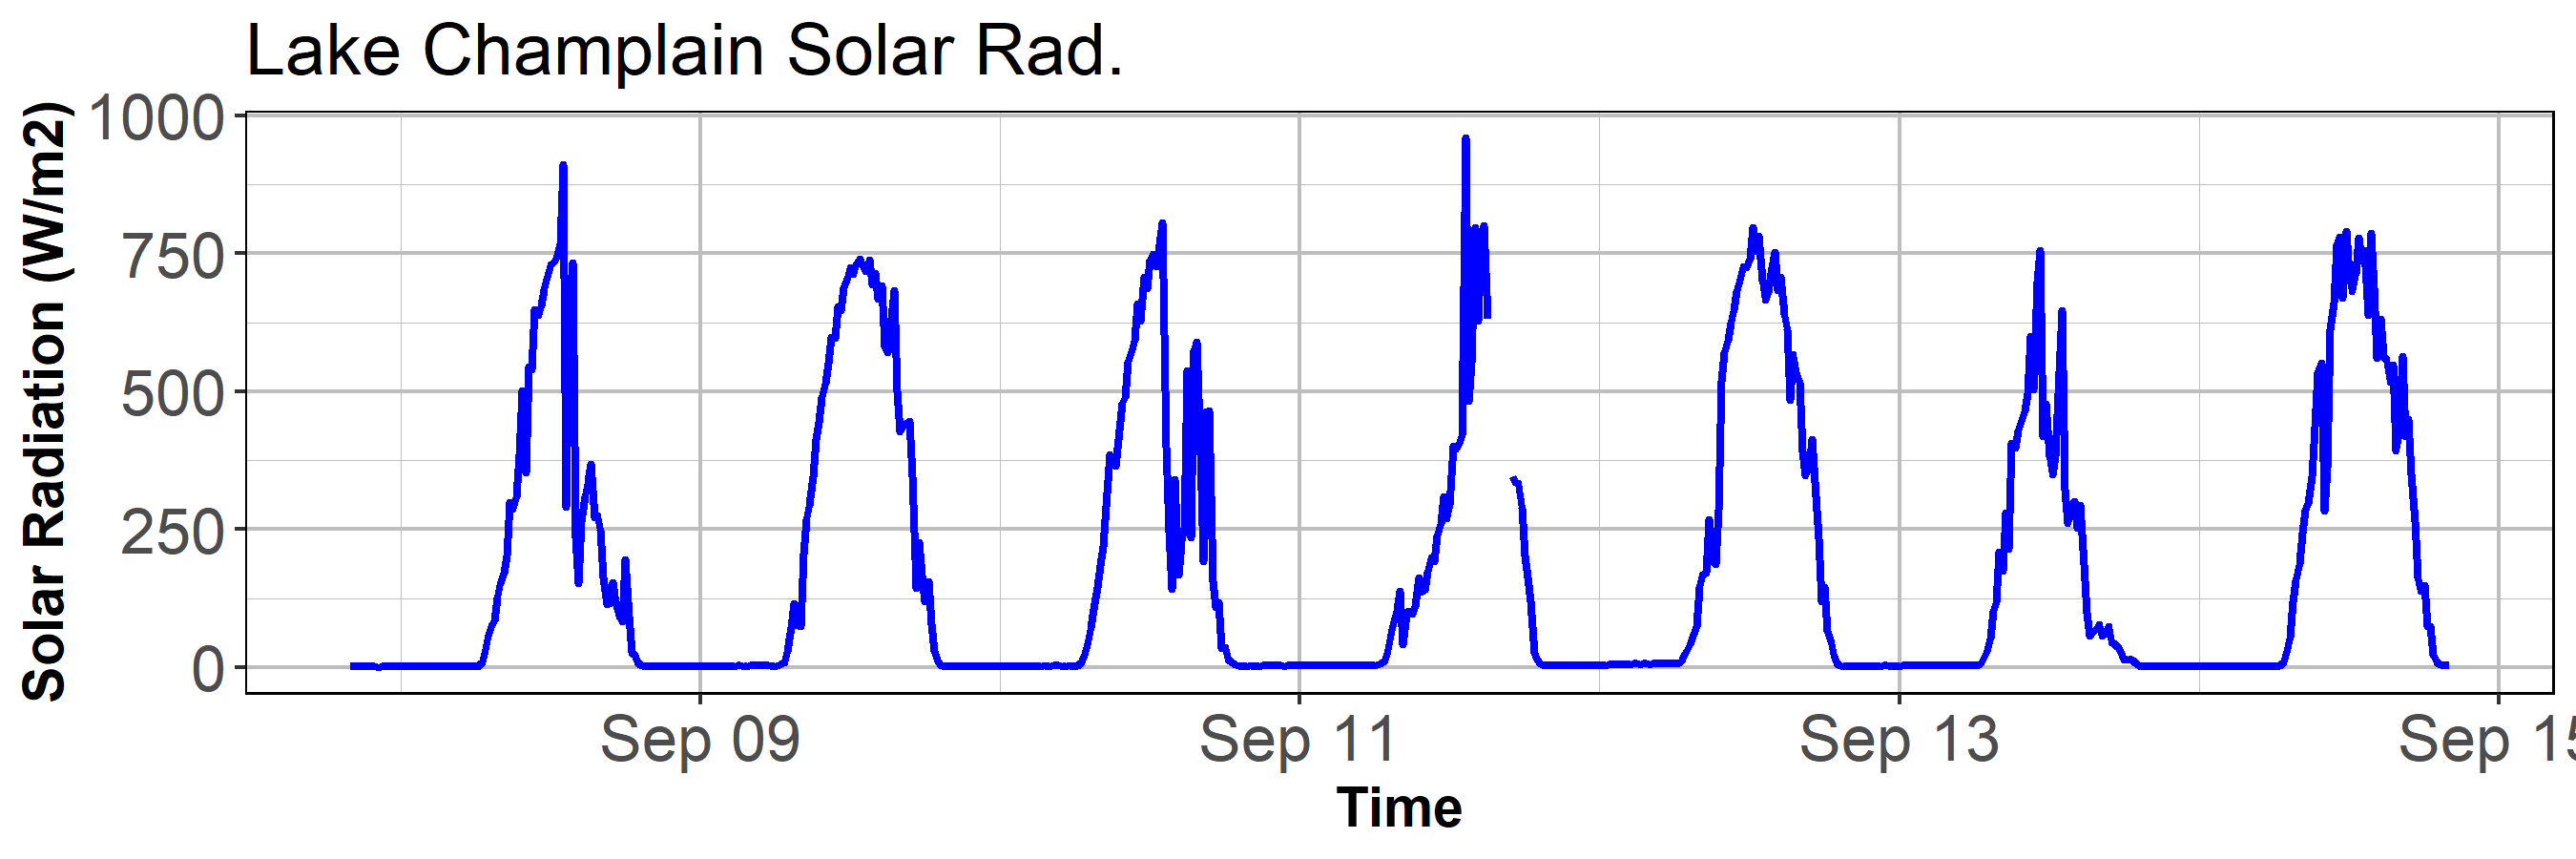 Lake Champlain Solar Rad.
Solar Radiation (W/m2)
1000
750
500
250
0
Sep 09
Sep 11
Sep 13
Sep 15
Time